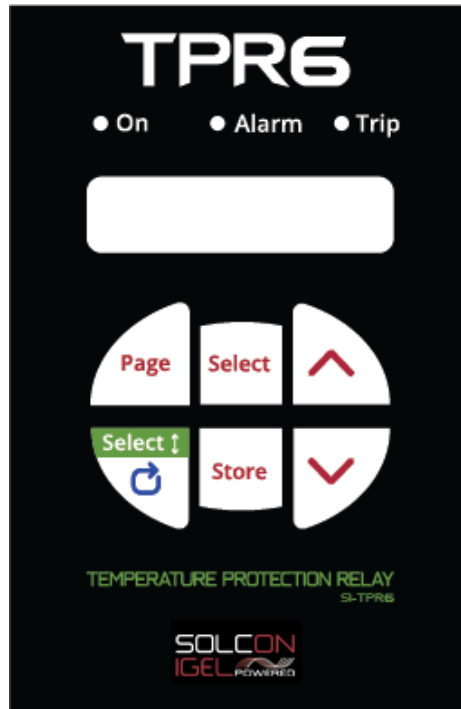 TPR6
On Alarm Trip
Page Select
Select ↕
Store
TEMPERATURE PROTECTION RELAY
SI-TPR6
SOLCON
IGEL POWERED